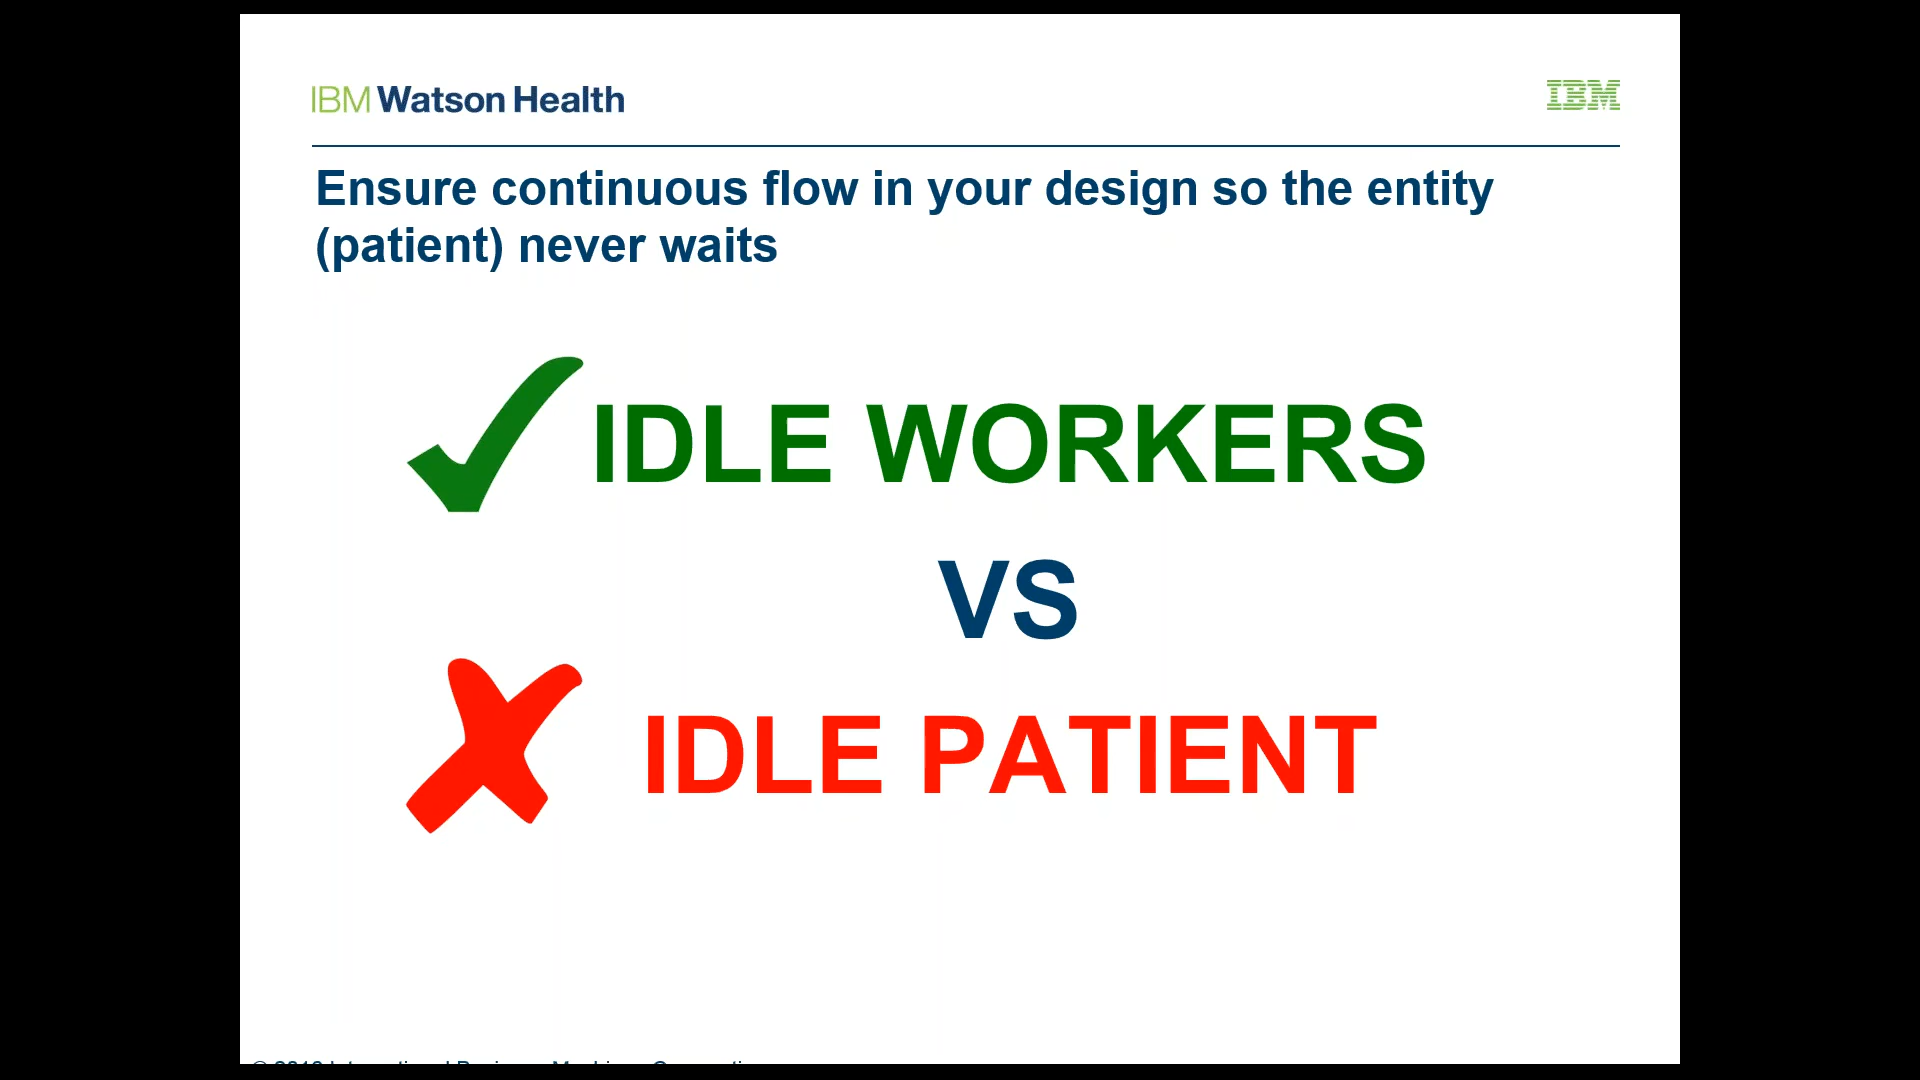 IBM Watson Health
IBM
Ensure continuous flow in your design so the entity
(patient) never waits
IDLE WORKERS
VS
IDLE PATIENT